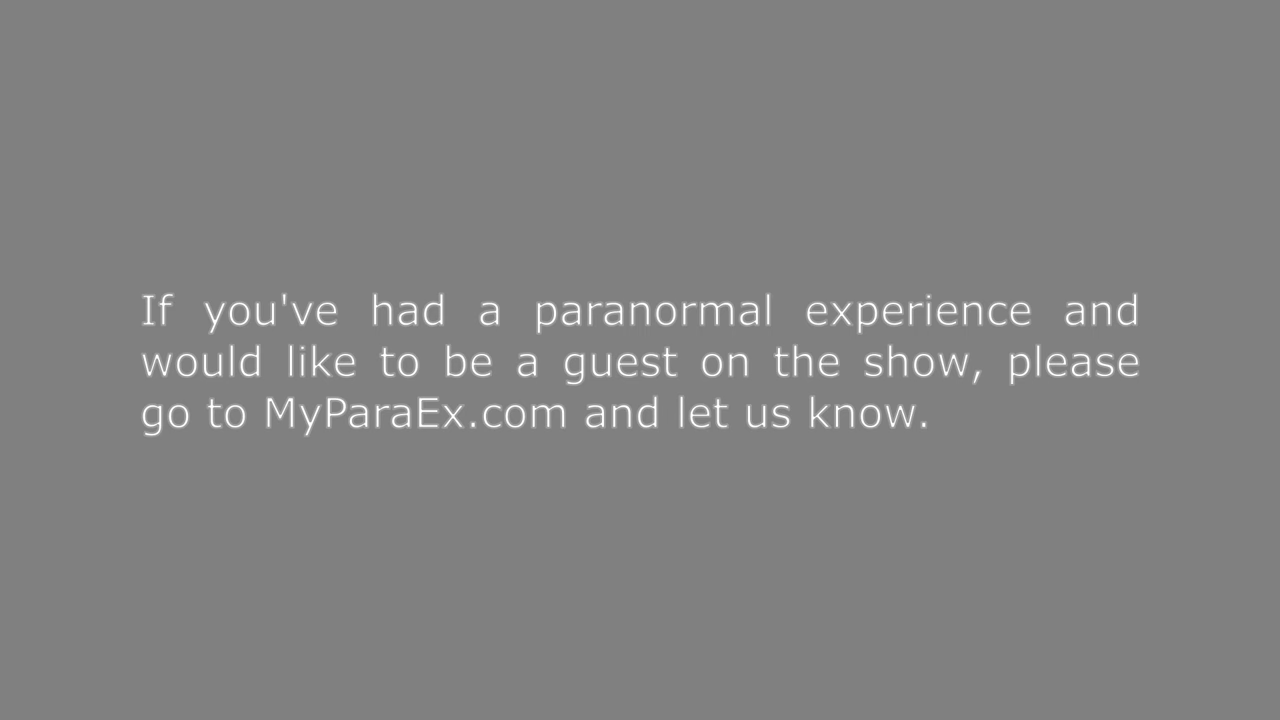 If you've had a paranormal experience and
would like to be a guest on the show, please
go to MyParaEx.com and let us know.